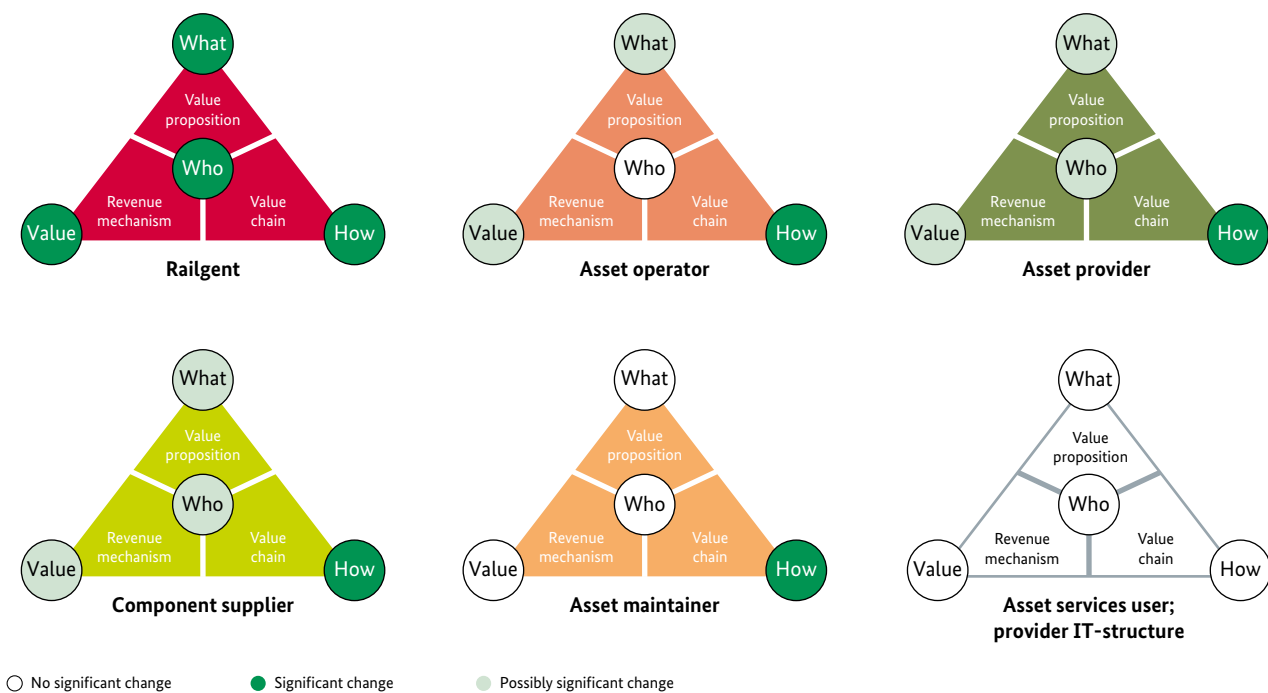 What
Value
proposition
Who
Revenue
mechanism
Value
chain
Value
How
Railgent
What
Value
proposition
Who
Revenue
mechanism
Value
chain
Value
How
Asset operator
What
Value
proposition
Who
Revenue
mechanism
Value
chain
Value
How
Asset provider
What
Value
proposition
Who
Revenue
mechanism
Value
chain
Value
How
Component supplier
What
Value
proposition
Who
Revenue
mechanism
Value
chain
Value
How
Asset maintainer
What
Value
proposition
Who
Revenue
mechanism
Value
chain
Value
How
Asset services user;
provider IT-structure
No significant change
Significant change
Possibly significant change